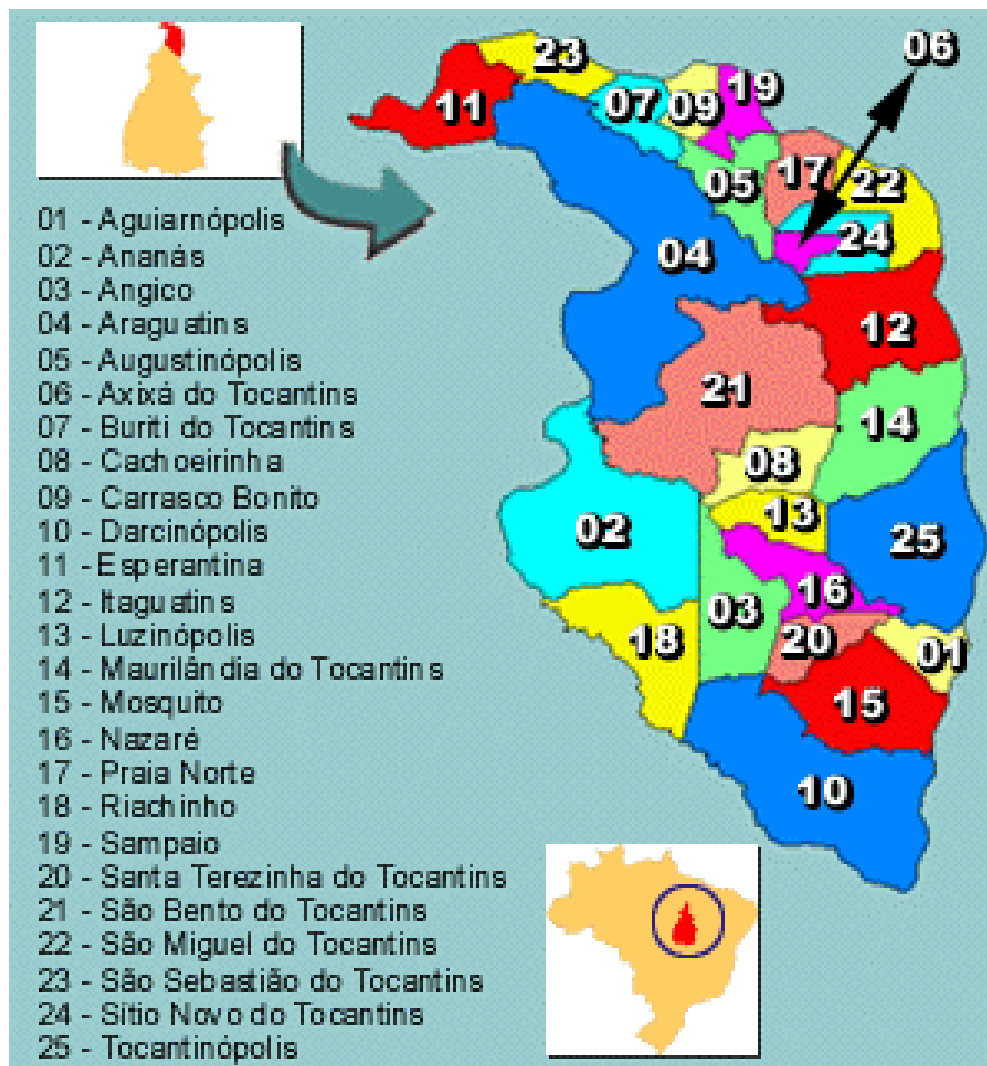 06
23
19
11
07
09
17
05
22
24
04
12
21
14
08
13
02
25
16
03
18
20
01
15
10
01 - Aguiarnópolis
02 - Ananás
03 - Angico
04 - Araguatins
05 - Augustinópolis
06 - Axixá do Tocantins
07 - Buriti do Tocantins
08 - Cachoeirinha
09 - Carrasco Bonito
10 - Darcinópolis
11 - Esperantina
12 - Itaguatins
13 - Luzinópolis
14 - Maurilândia do Tocantins
15 - Mosquito
16 - Nazaré
17 - Praia Norte
18 - Riachinho
19 - Sampaio
20 - Santa Terezinha do Tocantins
21 - São Bento do Tocantins
22 - São Miguel do Tocantins
23 - São Sebastião do Tocantins
24 - Sítio Novo do Tocantins
25 - Tocantinópolis